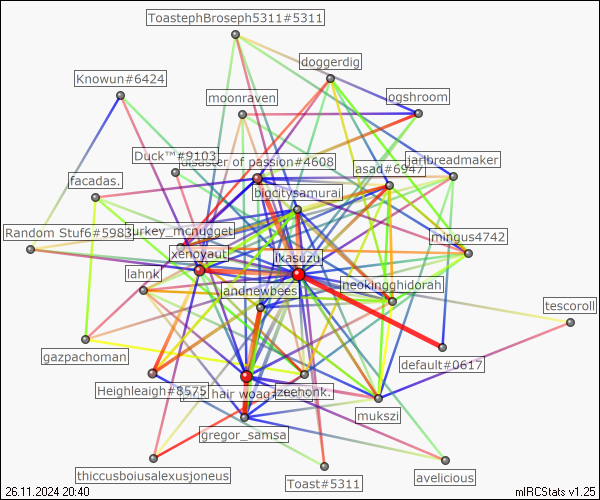 ToastephBroseph5311#5311
doggerdig
Knowun#6424
moonraven
ogshroom
Duck™#9103
disaster of passion#4608
jarlbreadmaker
asad#6947
facadas.
bigcitysamurai
Random Stuf6#5983
turkey_mcnugget
mingus4742
xenoyaut
ikasuzu
lahnk
neokingghidorah
andnewbees
tescoroll
gazpachoman
default#0617
Heighleaigh#8575
hair
zeehonk.
mukszi
gregor_samsa
thiccusboiusalexusjoneus
Toast#5311
avelicious
26.11.2024 20:40
mIRCStats v1.25